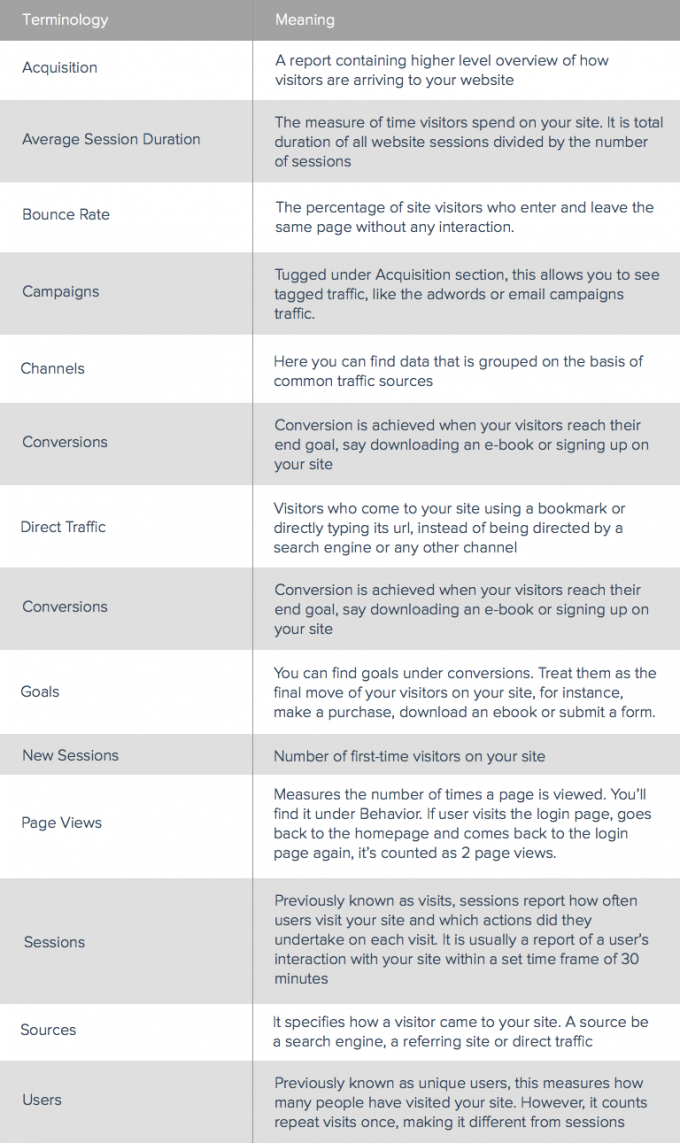 Terminology
Meaning
Acquisition
A report containing higher level overview of how
visitors are arriving to your website
Average Session Duration
The measure of time visitors spend on your site. It is total
duration of all website sessions divided by the number
of sessions
Bounce Rate
The percentage of site visitors who enter and leave the
same page without any interaction.
Campaigns
Tugged under Acquisition section, this allows you to see
tagged traffic, like the adwords or email campaigns
traffic.
Channels
Here you can find data that is grouped on the basis of
common traffic sources
Conversions
Conversion is achieved when your visitors reach their
end goal, say downloading an e-book or signing up on
your site
Direct Traffic
Visitors who come to your site using a bookmark or
directly typing its url, instead of being directed by a
search engine or any other channel
Conversions
Conversion is achieved when your visitors reach their
end goal, say downloading an e-book or signing up on
your site
Goals
You can find goals under conversions. Treat them as the
final move of your visitors on your site, for instance,
make a purchase, download an ebook or submit a form.
New Sessions
Number of first-time visitors on your site
Page Views
Measures the number of times a page is viewed. You'll
find it under Behavior. If user visits the login page, goes
back to the homepage and comes back to the login
page again, it's counted as 2 page views.
Sessions
Previously known as visits, sessions report how often
users visit your site and which actions did they
undertake on each visit. It is usually a report of a user's
interaction with your site within a set time frame of 30
minutes
Sources
It specifies how a visitor came to your site. A source be
a search engine, a referring site or direct traffic
Users
Previously known as unique users, this measures how
many people have visited your site. However, it counts
repeat visits once, making it different from sessions